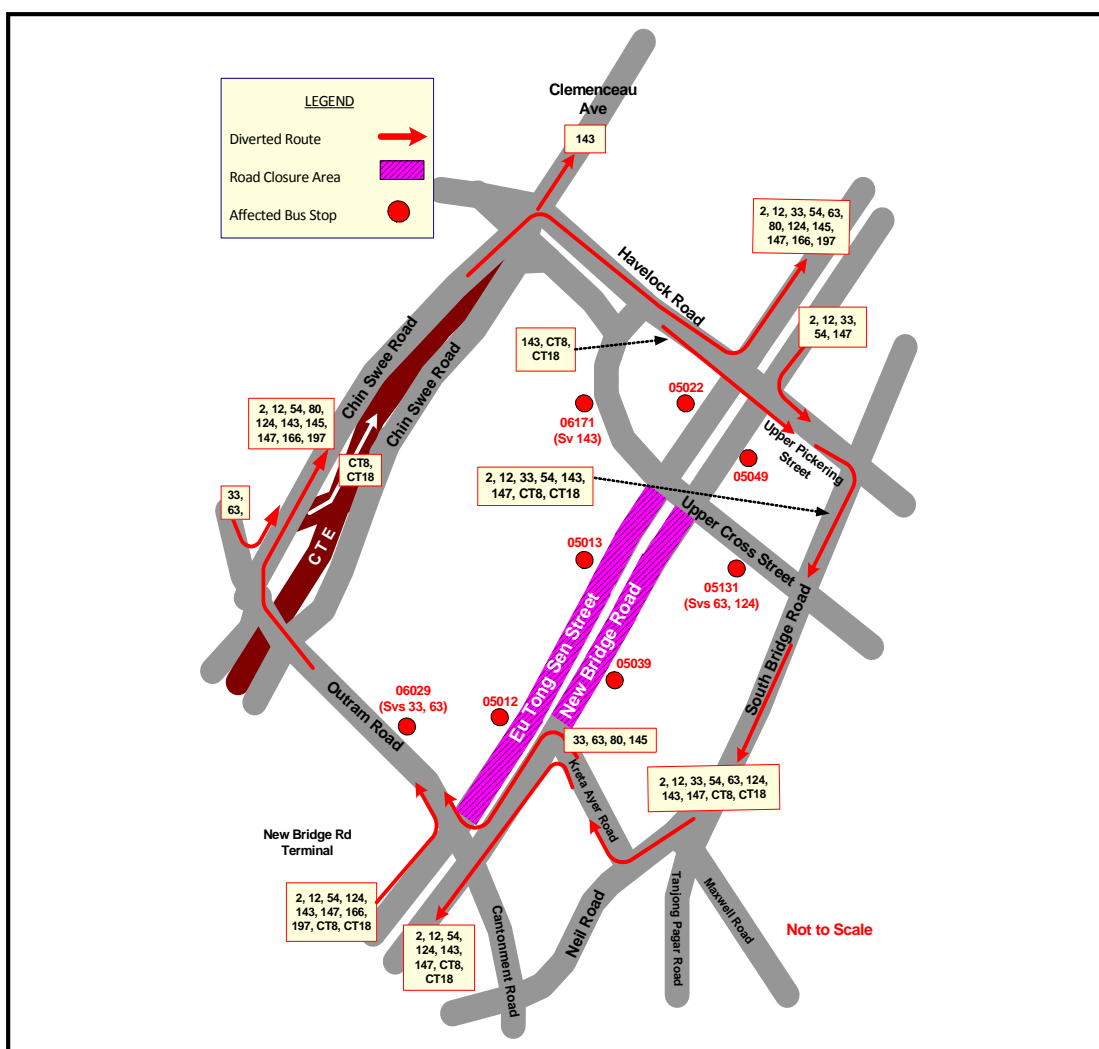 LEGEND
Diverted Route
Road Closure Area
Affected Bus Stop
Clemenceau
Ave
143
2, 12, 33, 54, 63,
80, 124, 145,
147, 166, 197
Havelock Road
2, 12, 33,
54, 147
143, CT8,
CT18
Chin Swee Road
Chin Swee Road
05022
06171
(Sv 143)
2, 12, 54, 80,
124, 143, 145,
147, 166, 197
Upper Pickering
Street
CT8,
CT18
05049
2, 12, 33, 54, 143,
147, CT8, CT18
33,
63,
Upper Cross Street
CTE
05013
05131
(Svs 63, 124)
Eu Tong Sen Street
New Bridge Road
South Bridge Road
05039
06029
(Svs 33, 63)
05012
Outram Road
33, 63, 80, 145
Kreta Ayer Road
2, 12, 33, 54, 63, 124,
143, 147, CT8, CT18
New Bridge Rd
Terminal
2, 12, 54, 124,
143, 147, 166,
197, CT8, CT18
2, 12, 54,
124, 143,
147, CT8,
CT18
Cantonment Road
Neil Road
Tanjong Pagar Road
Maxwell Road
Not to Scale